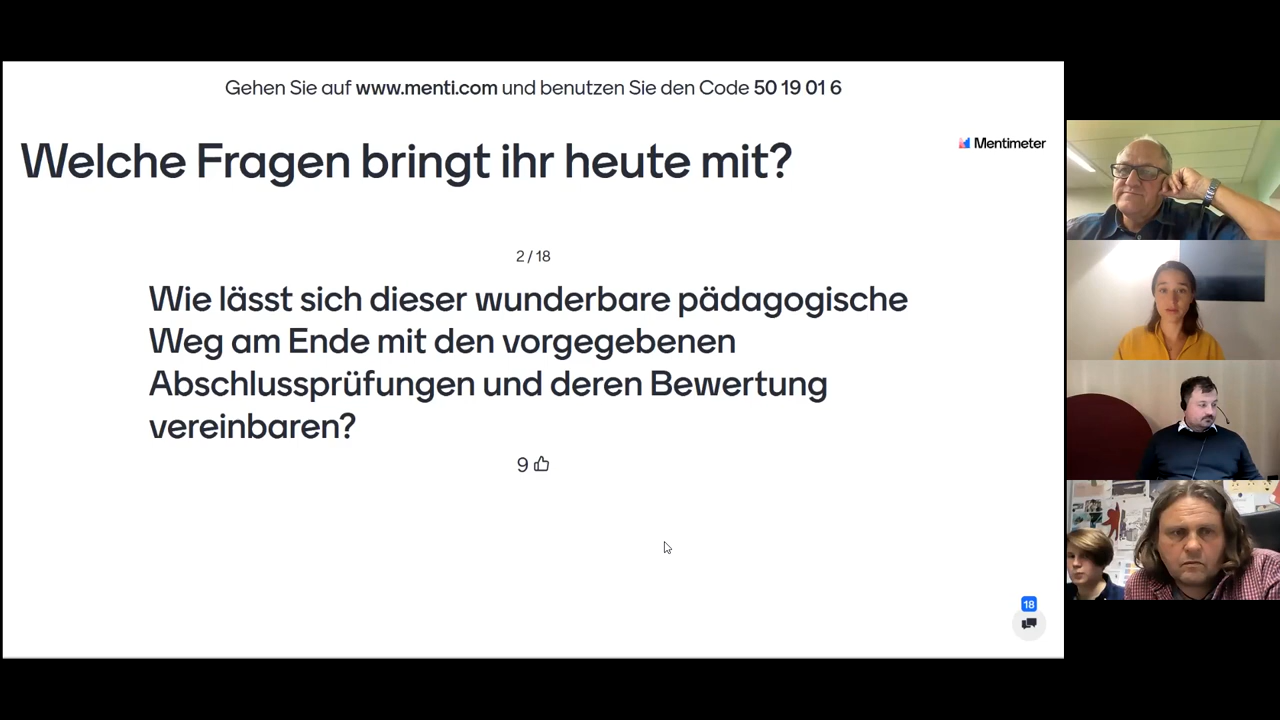 Gehen Sie auf www.menti.com und benutzen Sie den Code 50 19 01 6
Welche Fragen bringt ihr heute mit?
Mentimeter
2 / 18
Wie lässt sich dieser wunderbare pädagogische
Weg am Ende mit den vorgegebenen
Abschlussprüfungen und deren Bewertung
vereinbaren?
9
18